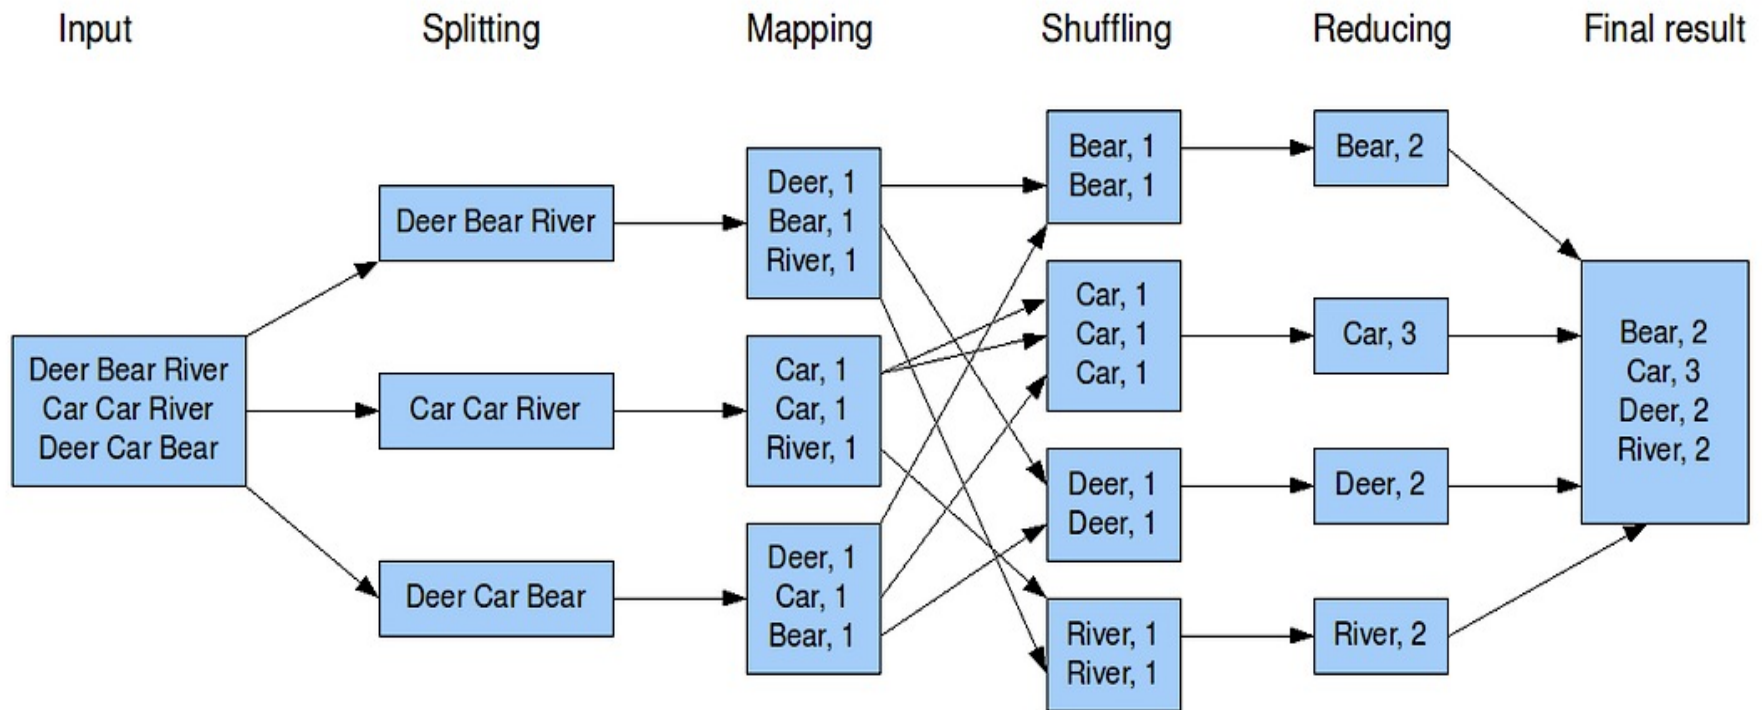 Input
Splitting
Mapping
Shuffling
Reducing
Final result
Deer Bear River
Car Car River
Deer Car Bear
Deer Bear River
Car Car River
Deer Car Bear
Deer, 1
Bear, 1
River, 1
Car, 1
Car, 1
River, 1
Deer, 1
Car, 1
Bear, 1
Bear, 1
Bear, 1
Car, 1
Car, 1
Car, 1
Deer, 1
Deer, 1
River, 1
River, 1
Bear, 2
Car, 3
Deer, 2
River, 2
Bear, 2
Car, 3
Deer, 2
River, 2